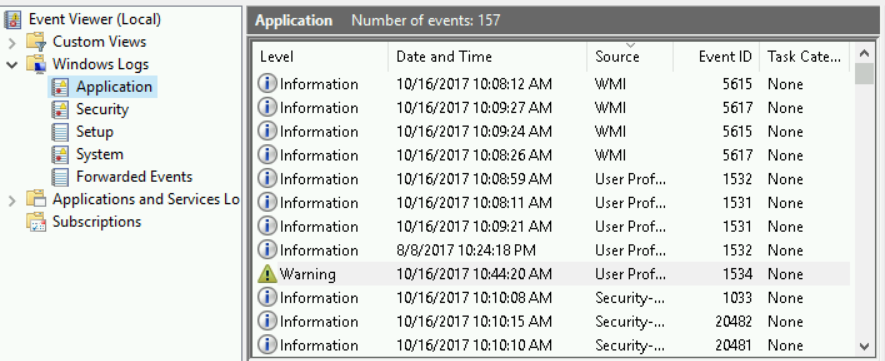 Event Viewer (Local)
Custom Views
Windows Logs
Application
Security
Setup
System
Forwarded Events
Applications and Services Lo
Subscriptions
Application Number of events: 157
Level Date and Time Source Event ID Task Cate...
Information 10/16/2017 10:08:12 AM WMI 5615 None
Information 10/16/2017 10:09:27 AM WMI 5617 None
Information 10/16/2017 10:09:24 AM WMI 5615 None
Information 10/16/2017 10:08:26 AM WMI 5617 None
Information 10/16/2017 10:08:59 AM User Prof... 1532 None
Information 10/16/2017 10:08:11 AM User Prof... 1531 None
Information 10/16/2017 10:09:21 AM User Prof... 1531 None
Information 8/8/2017 10:24:18 PM User Prof... 1532 None
Warning 10/16/2017 10:44:20 AM User Prof... 1534 None
Information 10/16/2017 10:10:08 AM Security-... 1033 None
Information 10/16/2017 10:10:15 AM Security-... 20482 None
Information 10/16/2017 10:10:10 AM Security-... 20481 None